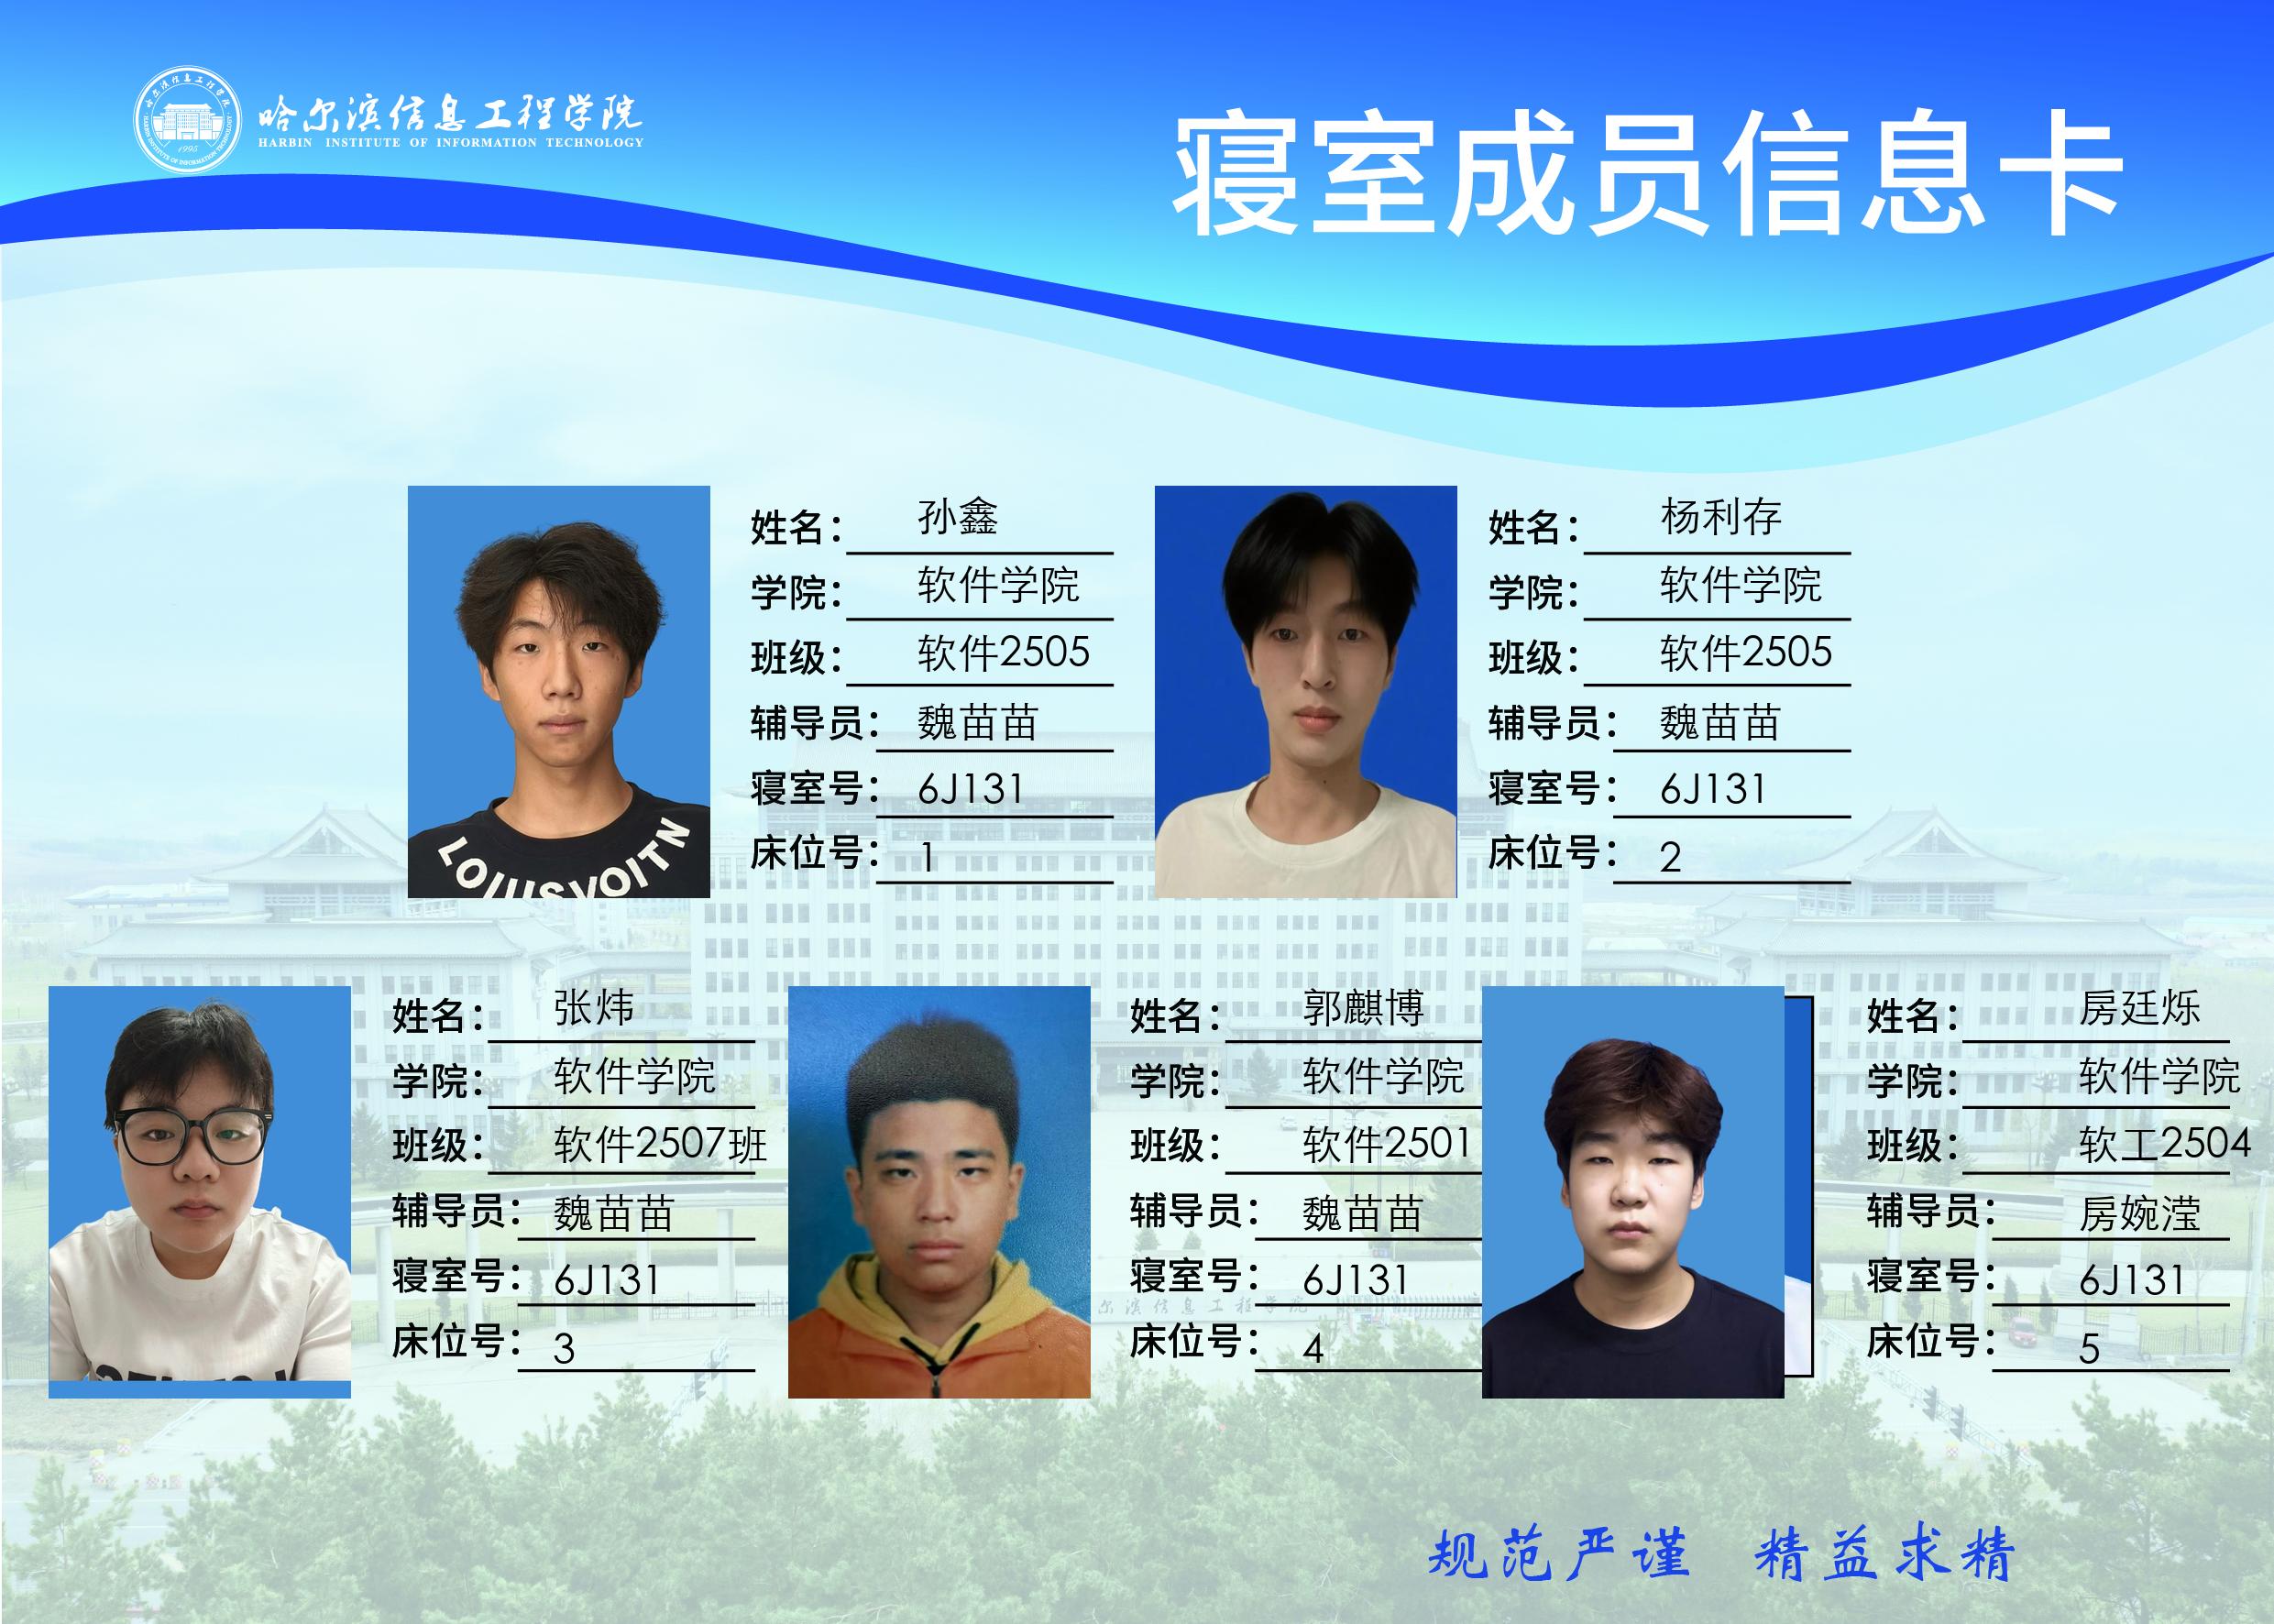 哈尔滨信息工程学院
HARBIN INSTITUTE OF INFORMATION TECHNOLOGY
1995
寝室成员信息卡
姓名： 孙鑫
学院： 软件学院
班级： 软件2505
辅导员： 魏苗苗
寝室号： 6J131
床位号： 1
姓名： 杨利存
学院： 软件学院
班级： 软件2505
辅导员： 魏苗苗
寝室号： 6J131
床位号： 2
姓名： 张炜
学院： 软件学院
班级： 软件2507班
辅导员： 魏苗苗
寝室号： 6J131
床位号： 3
姓名： 郭麒博
学院： 软件学院
班级： 软件2501
辅导员： 魏苗苗
寝室号： 6J131
床位号： 4
姓名： 房廷烁
学院： 软件学院
班级： 软工2504
辅导员： 房婉滢
寝室号： 6J131
床位号： 5
规范严谨 精益求精